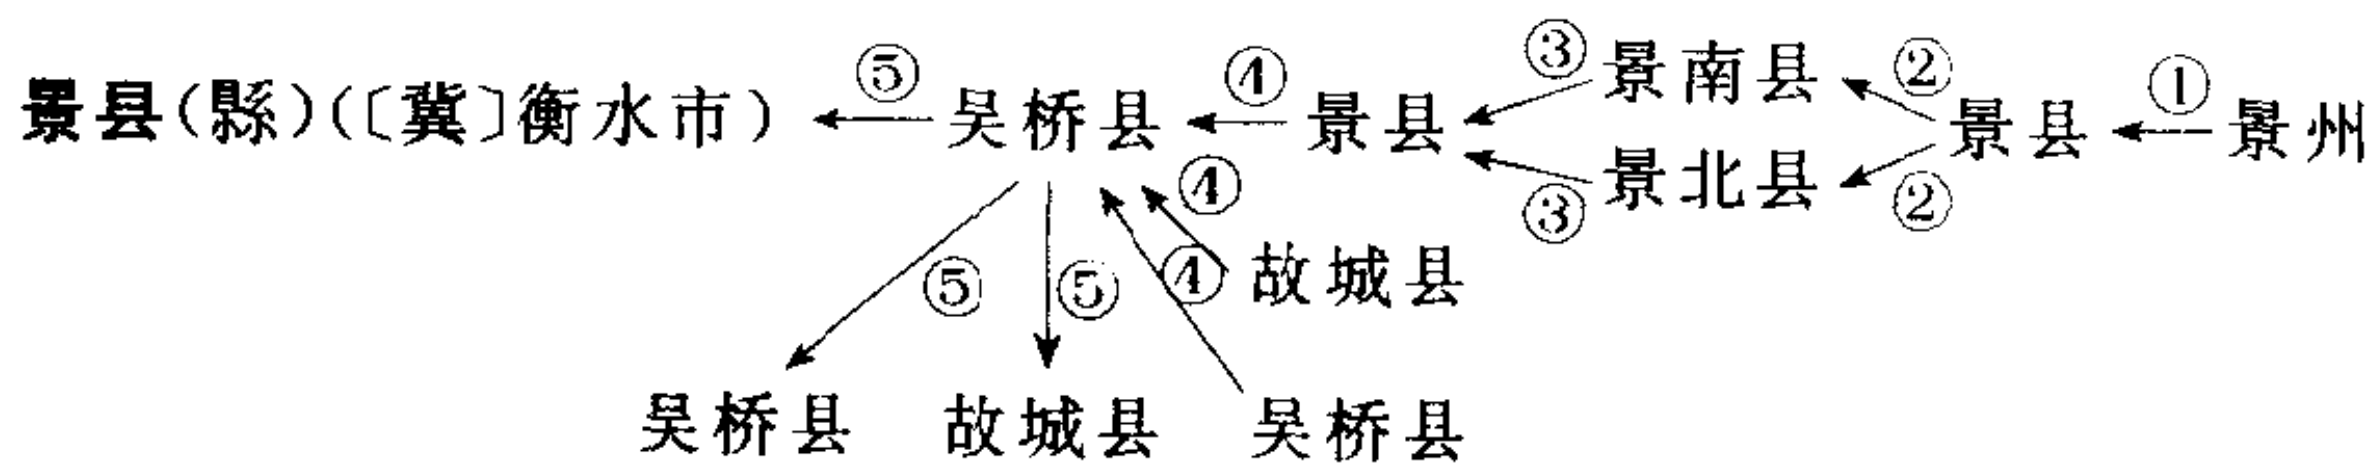 ③ 景南县 ②
景县(縣)(〔冀〕衡水市) ⑤ 吴桥县 ④ 景县 景县 ① 景州
③ 景北县 ②
④ 故城县
⑤ ⑤ ④
吴桥县 故城县 吴桥县